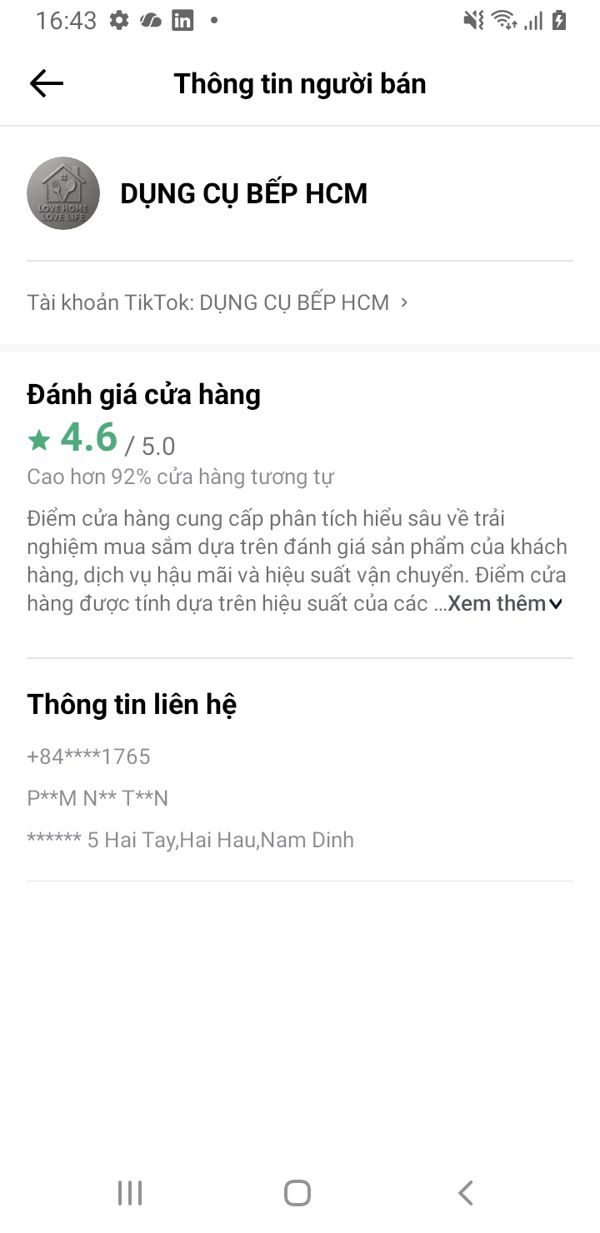 16:43
Thông tin người bán
LOVE HOME
LOVE LIFE
DỤNG CỤ BẾP HCM
Tài khoản TikTok: DỤNG CỤ BẾP HCM
Đánh giá cửa hàng
4.6 / 5.0
Cao hơn 92% cửa hàng tương tự
Điểm cửa hàng cung cấp phân tích hiểu sâu về trải
nghiệm mua sắm dựa trên đánh giá sản phẩm của khách
hàng, dịch vụ hậu mãi và hiệu suất vận chuyển. Điểm cửa
hàng được tính dựa trên hiệu suất của các ...Xem thêm
Thông tin liên hệ
+84****1765
P**M N** T**N
****** 5 Hai Tay,Hai Hau,Nam Dinh